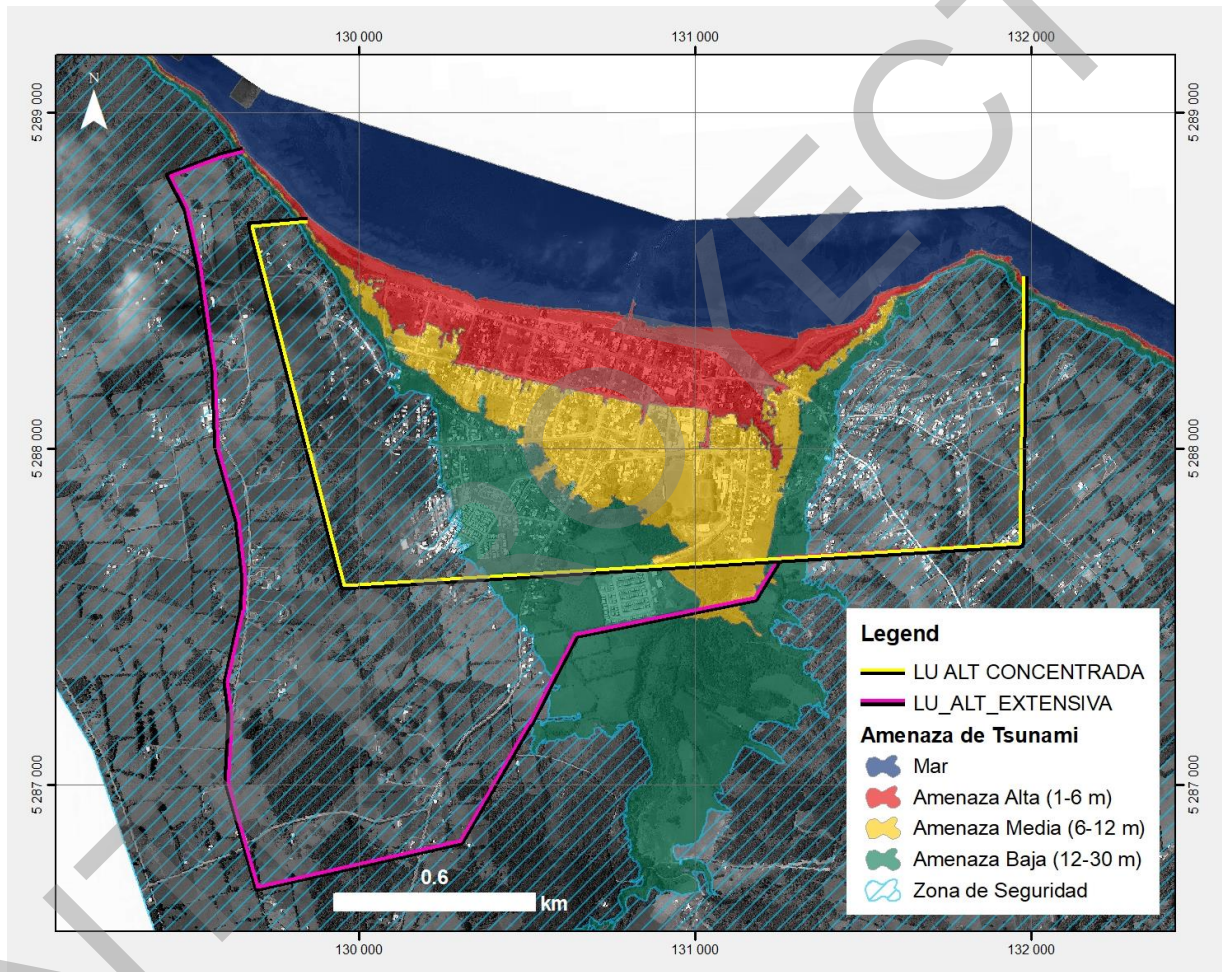 130 000
131 000
132 000
5 289 000
5 289 000
N
5 288 000
5 288 000
5 287 000
5 287 000
Legend
LU ALT CONCENTRADA
LU_ALT_EXTENSIVA
Amenaza de Tsunami
Mar
Amenaza Alta (1-6 m)
Amenaza Media (6-12 m)
Amenaza Baja (12-30 m)
Zona de Seguridad
0.6
km
130 000
131 000
132 000